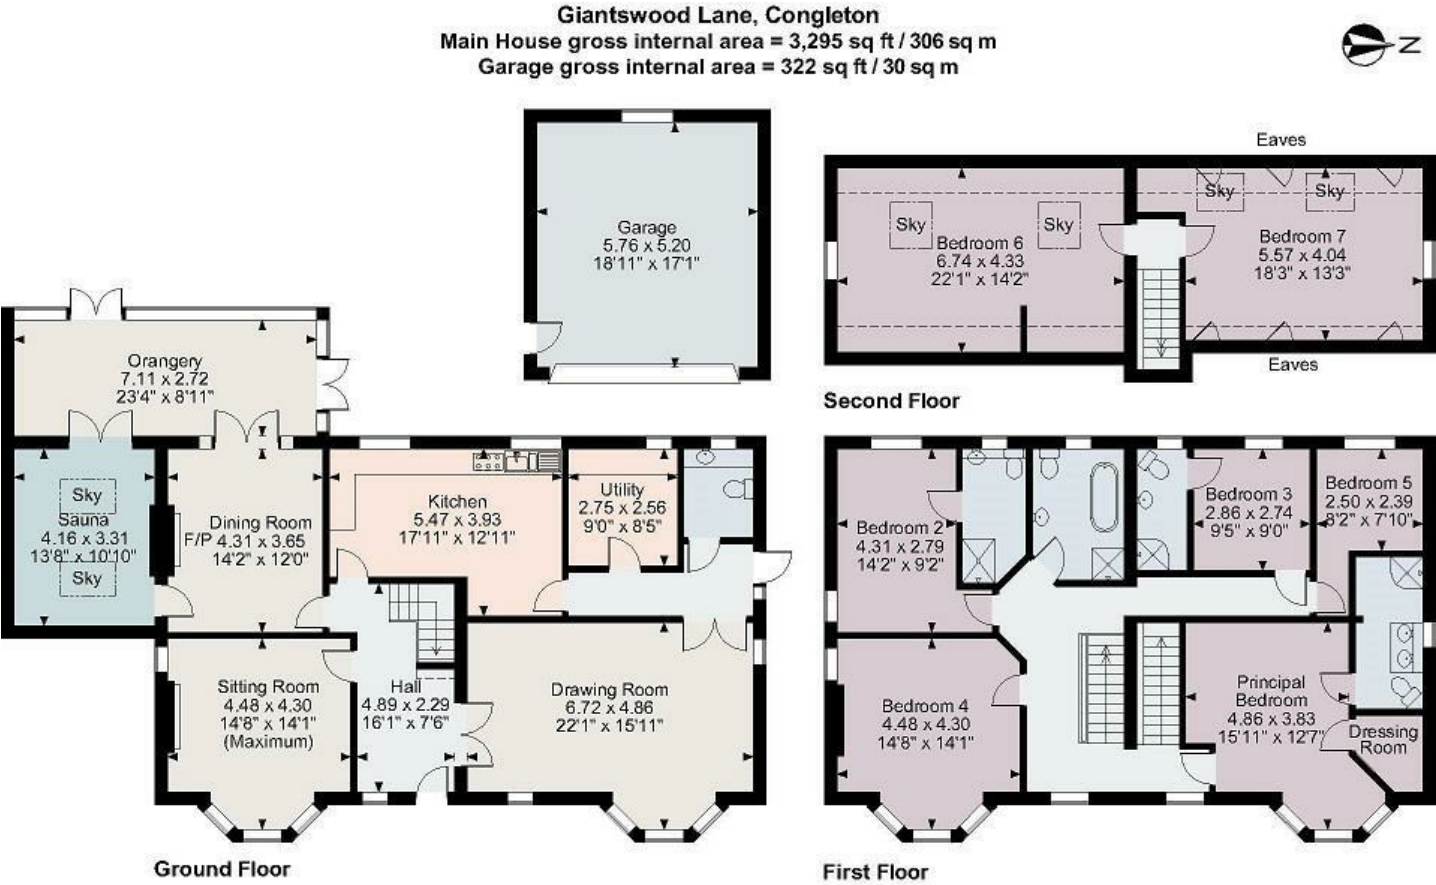 Giantswood Lane, Congleton
Main House gross internal area = 3,295 sq ft / 306 sq m
Garage gross internal area = 322 sq ft / 30 sq m
N
Garage
5.76 x 5.20
18'11" x 17'1"
Eaves
Sky
Sky
Sky
Sky
Bedroom 6
6.74 x 4.33
22'1" x 14'2"
Bedroom 7
5.57 x 4.04
18'3" x 13'3"
Eaves
Second Floor
Orangery
7.11 x 2.72
23'4" x 8'11"
Sky
Sauna
4.16 x 3.31
13'8" x 10'10"
Sky
Dining Room
F/P 4.31 x 3.65
14'2" x 12'0"
Kitchen
5.47 x 3.93
17'11" x 12'11"
Utility
2.75 x 2.56
9'0" x 8'5"
Sitting Room
4.48 x 4.30
14'8" x 14'1"
(Maximum)
Hall
4.89 x 2.29
16'1" x 7'6"
Drawing Room
6.72 x 4.86
22'1" x 15'11"
Ground Floor
Bedroom 2
4.31 x 2.79
14'2" x 9'2"
Bedroom 3
2.86 x 2.74
9'5" x 9'0"
Bedroom 5
2.50 x 2.39
8'2" x 7'10"
Bedroom 4
4.48 x 4.30
14'8" x 14'1"
Principal
Bedroom
4.86 x 3.83
15'11" x 12'7"
Dressing
Room
First Floor